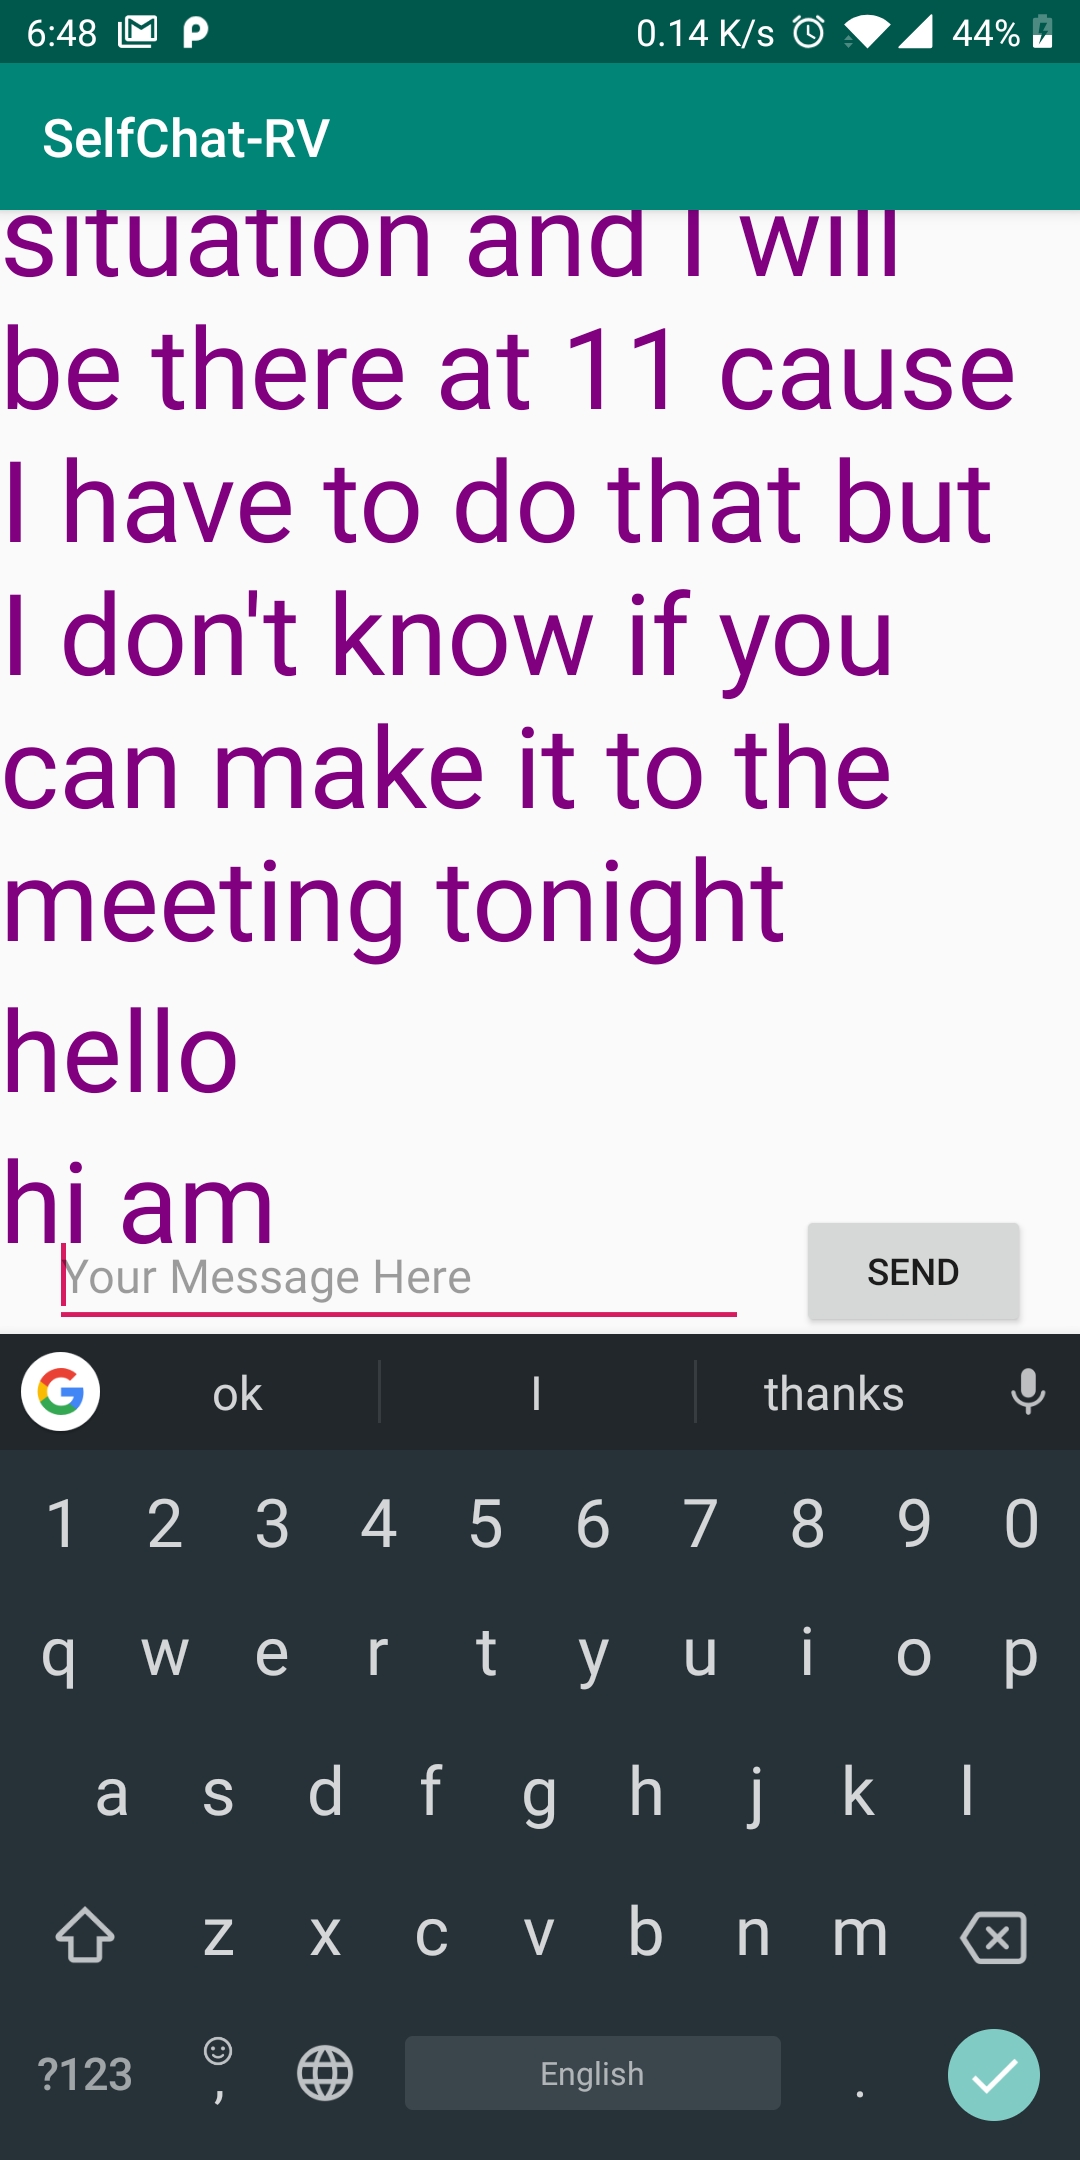 6:48 0.14 K/s 44%
SelfChat-RV
situation and I will
be there at 11 cause
I have to do that but
I don't know if you
can make it to the
meeting tonight
hello
hi am
Your Message Here SEND
ok I thanks
1 2 3 4 5 6 7 8 9 0
q w e r t y u i o p
a s d f g h j k l
z x c v b n m
?123 , English .